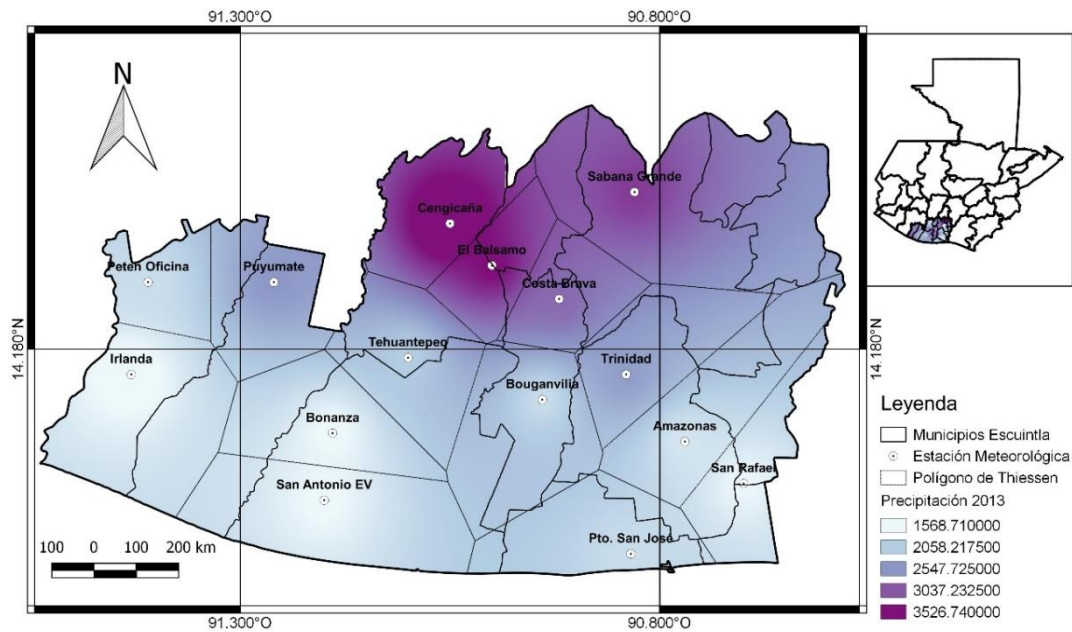 91.300°O
90.800°O
N
Sabana Grande
Cengicaña
El Balsamo
Peten Oficina
Puyumate
Costa Brava
14.180°N
14.180°N
Tehuantepeq
Irlanda
Trinidad
Bouganvilia
Bonanza
Amazonas
San Rafael
San Antonio EV
Pto. San José
100 0 100 200 km
91.300°O
90.800°O
Leyenda
Municipios Escuintla
Estación Meteorológica
Polígono de Thiessen
Precipitación 2013
1568.710000
2058.217500
2547.725000
3037.232500
3526.740000